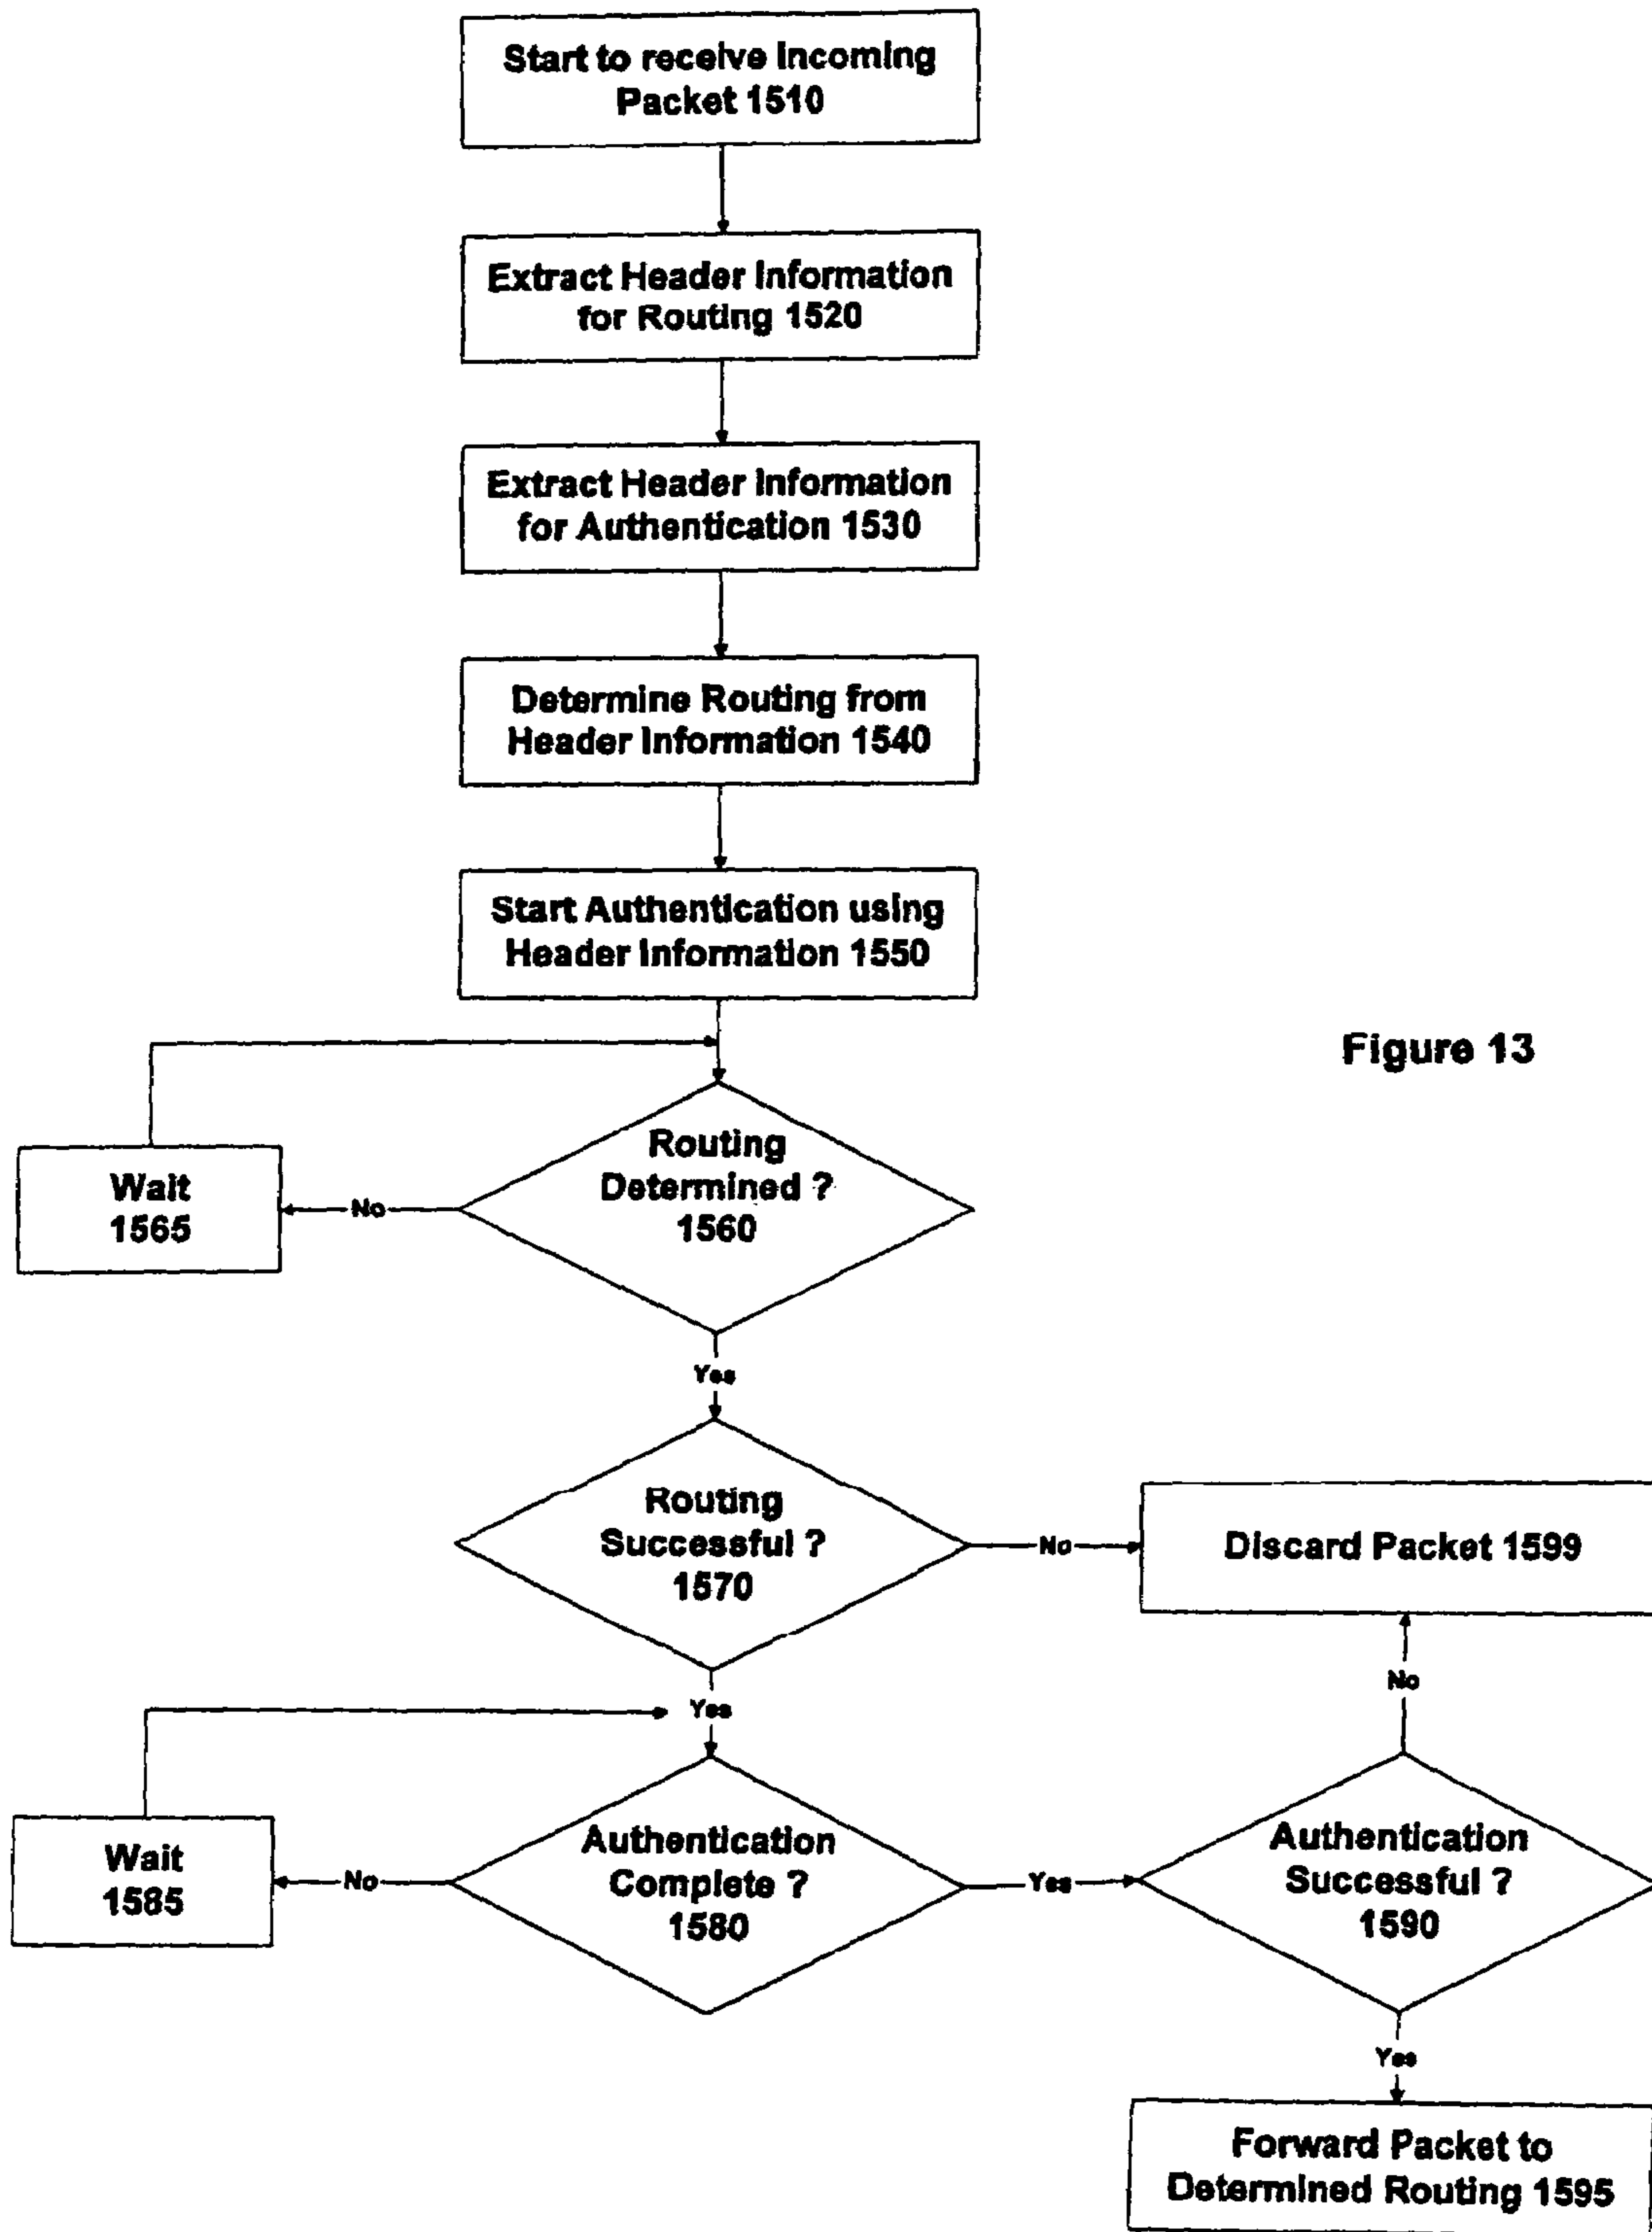 Start to receive Incoming
Packet 1510
Extract Header Information
for Routing 1520
Extract Header Information
for Authentication 1530
Determine Routing from
Header Information 1540
Start Authentication using
Header Information 1550
Figure 13
Routing
Determined ?
1560
No
Wait
1565
Yes
Routing
Successful ?
1570
No
Discard Packet 1599
Yes
No
Authentication
Complete ?
1580
No
Wait
1585
Yes
Authentication
Successful ?
1590
Yes
Forward Packet to
Determined Routing 1595